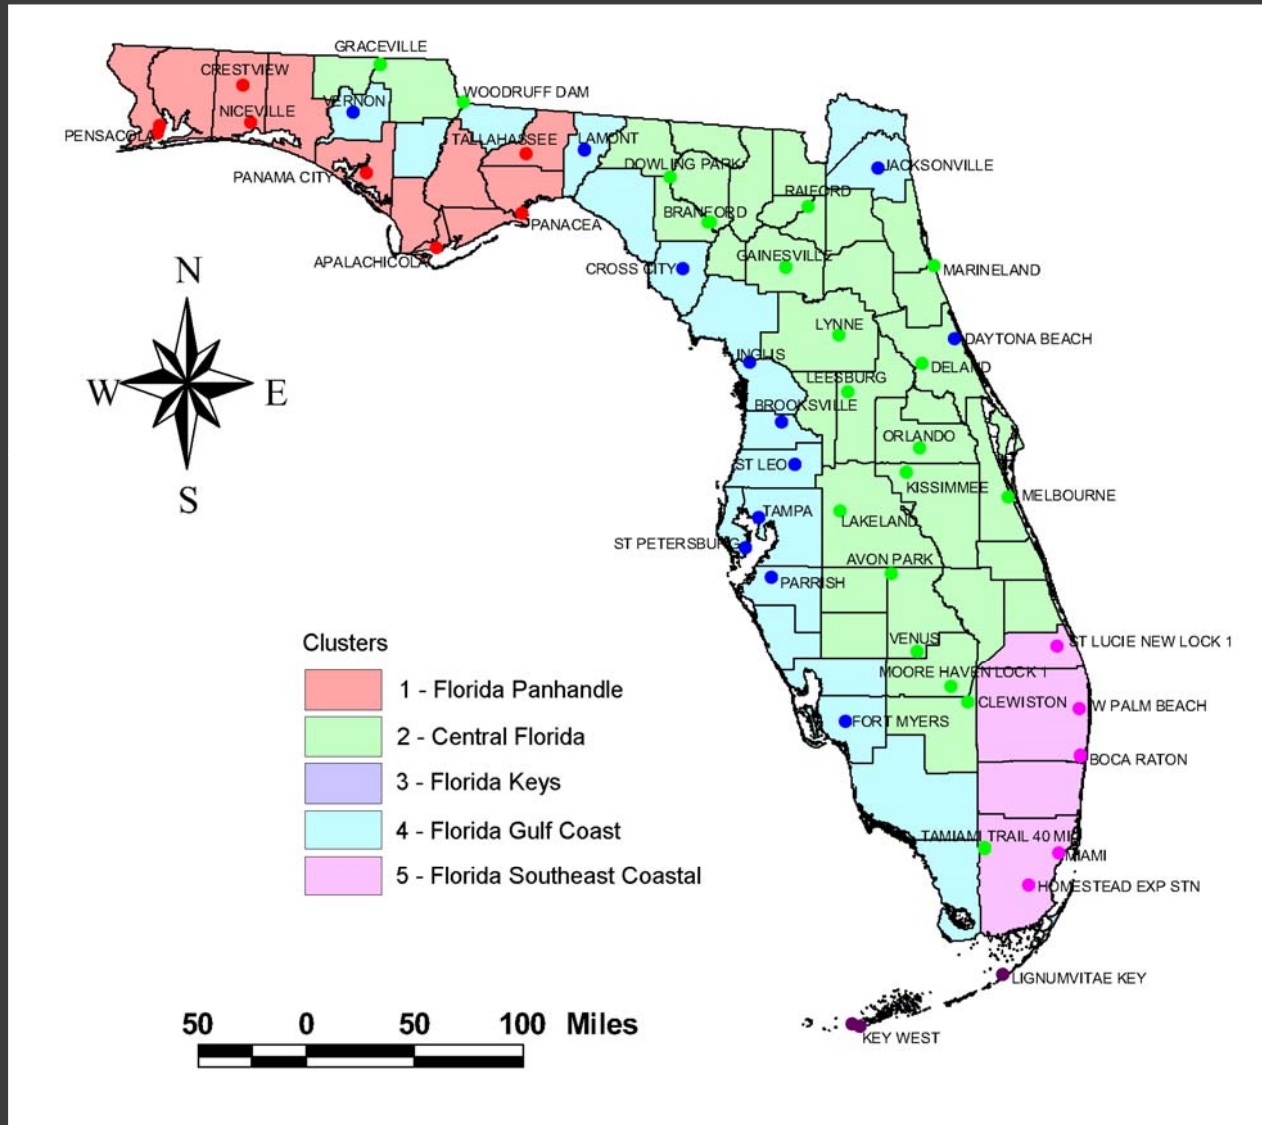 GRACEVILLE
CRESTVIEW
WOODRUFF DAM
VERNON
NICEVILLE
PENSACOLA
TALLAHASSEE
LAMONT
DOWLING PARK
JACKSONVILLE
PANAMA CITY
RAIFORD
BRANFORD
PANACEA
APALACHICOLA
GAINESVILLE
CROSS CITY
MARINELAND
N
LYNNE
DAYTONA BEACH
INGLIS
DELAND
LEESBURG
W
E
BROOKSVILLE
ORLANDO
ST LEO
KISSIMMEE
MELBOURNE
S
TAMPA
LAKELAND
ST PETERSBURG
AVON PARK
PARRISH
VENUS
ST LUCIE NEW LOCK 1
MOORE HAVEN LOCK 1
CLEWISTON
W PALM BEACH
FORT MYERS
BOCA RATON
TAMIAMI TRAIL 40 MI
MIAMI
HOMESTEAD EXP STN
LIGNUMVITAE KEY
KEY WEST
Clusters
1 - Florida Panhandle
2 - Central Florida
3 - Florida Keys
4 - Florida Gulf Coast
5 - Florida Southeast Coastal
50 0 50 100 Miles